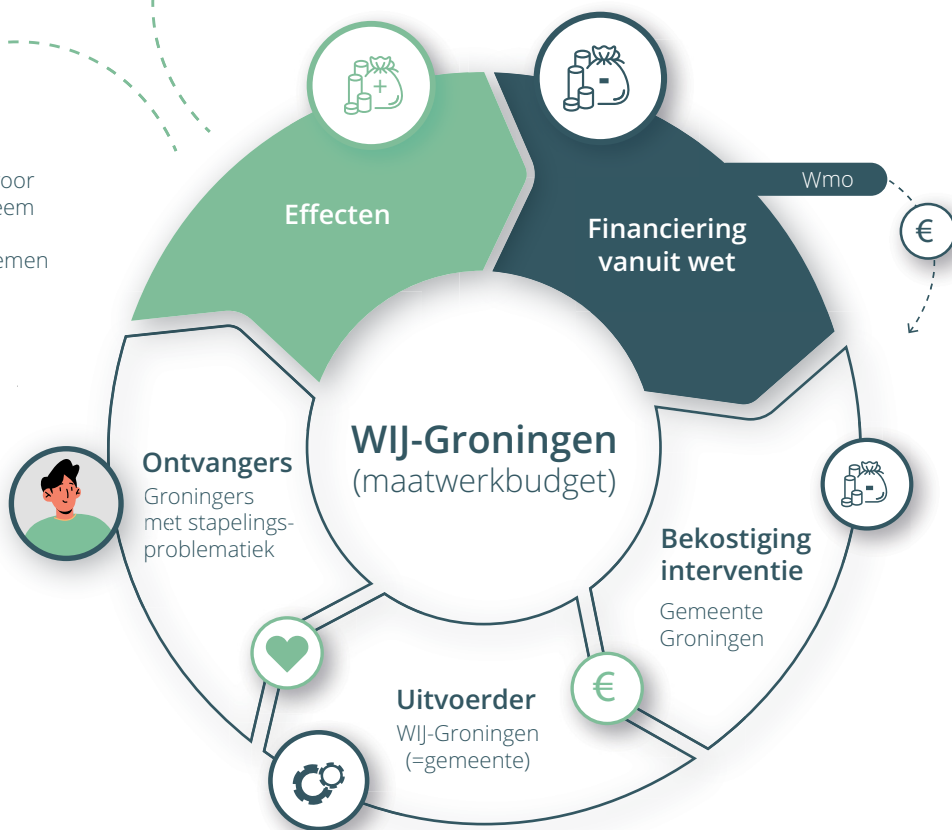 Effecten
Financiering
vanuit wet
Wmo
€
WIJ-Groningen
(maatwerkbudget)
Ontvangers
Groningers
met stapelings-
problematiek
Bekostiging
interventie
Gemeente
Groningen
Uitvoerder
WIJ-Groningen
(=gemeente)
€